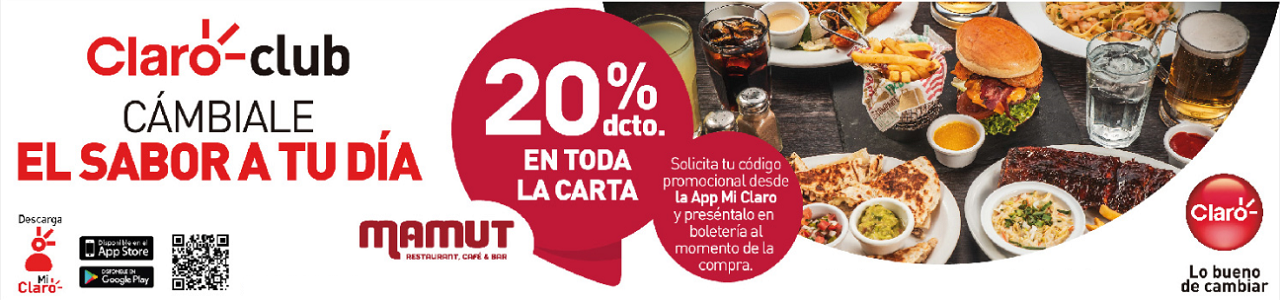 Claro-club
CÁMBIALE
EL SABOR A TU DÍA
Descarga
Mi
Claro-
Disponible en el
App Store
DISPONIBLE EN
Google Play
20%
dcto.
EN TODA
LA CARTA
MAMUT
RESTAURANT, CAFÉ & BAR
Solicita tu código
promocional desde
la App Mi Claro
y preséntalo en
boletería al
momento de la
compra.
Claro-
Lo bueno
de cambiar